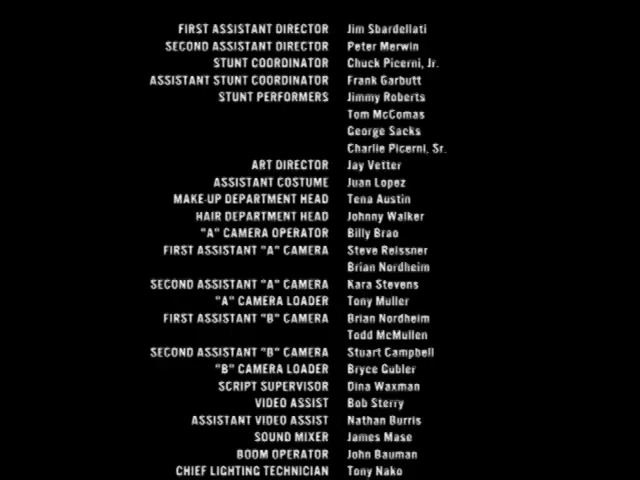 FIRST ASSISTANT DIRECTOR Jim Sbardellati
SECOND ASSISTANT DIRECTOR Peter Merwin
STUNT COORDINATOR Chuck Picerni, Jr.
ASSISTANT STUNT COORDINATOR Frank Garbutt
STUNT PERFORMERS Jimmy Roberts
Tom McComas
George Sacks
Charlie Picerni, Sr.
ART DIRECTOR Jay Vetter
ASSISTANT COSTUME Juan Lopez
MAKE-UP DEPARTMENT HEAD Tena Austin
HAIR DEPARTMENT HEAD Johnny Walker
"A" CAMERA OPERATOR Billy Brao
FIRST ASSISTANT "A" CAMERA Steve Reissner
Brian Nordheim
SECOND ASSISTANT "A" CAMERA Kara Stevens
"A" CAMERA LOADER Tony Muller
FIRST ASSISTANT "B" CAMERA Brian Nordheim
Todd McMullen
SECOND ASSISTANT "B" CAMERA Stuart Campbell
"B" CAMERA LOADER Bryce Gubler
SCRIPT SUPERVISOR Dina Waxman
VIDEO ASSIST Bob Sterry
ASSISTANT VIDEO ASSIST Nathan Burris
SOUND MIXER James Mase
BOOM OPERATOR John Bauman
CHIEF LIGHTING TECHNICIAN Tony Nako